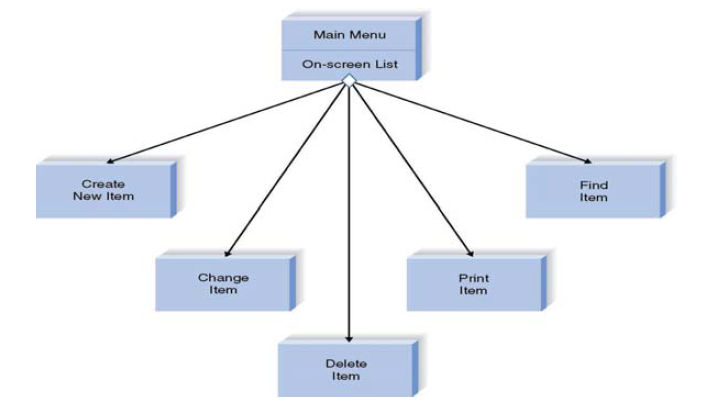 Main Menu
On-screen List
Create
New Item
Find
Item
Change
Item
Print
Item
Delete
Item